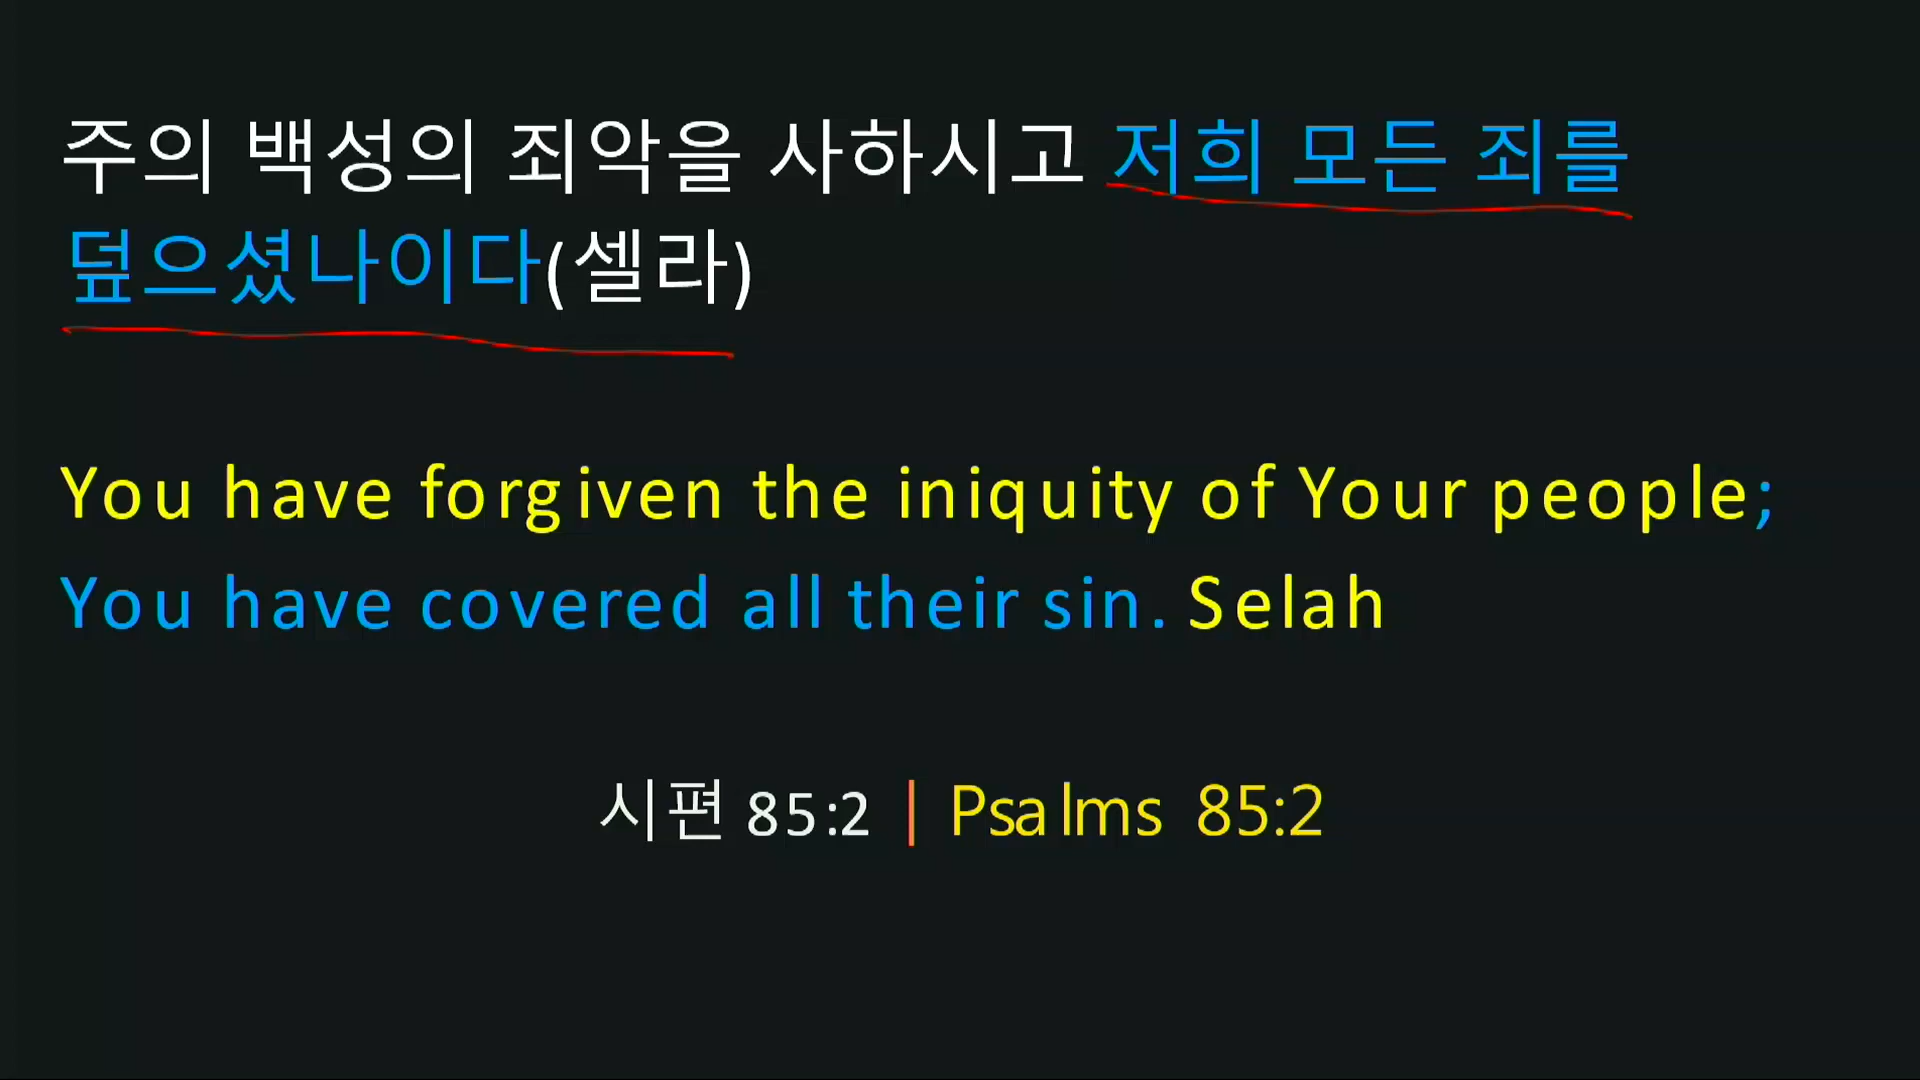 주의 백성의 죄악을 사하시고 저희 모든 죄를
덮으셨나이다(셀라)
You have forgiven the iniquity of Your people;
You have covered all their sin. Selah
시편 85:2 | Psalms 85:2